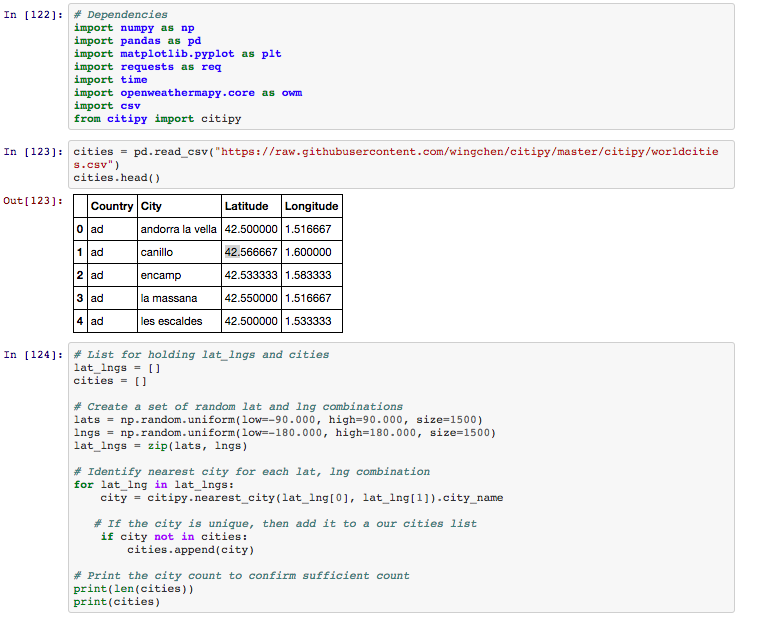 In [122]: # Dependencies
import numpy as np
import pandas as pd
import matplotlib.pyplot as plt
import requests as req
import time
import openweathermapy.core as owm
import csv
from citipy import citipy
In [123]: cities = pd.read_csv("https://raw.githubusercontent.com/wingchen/citipy/master/citipy/worldcitie
s.csv")
cities.head()
Out[123]:
Country City Latitude Longitude
0 ad andorra la vella 42.500000 1.516667
1 ad canillo 42.566667 1.600000
2 ad encamp 42.533333 1.583333
3 ad la massana 42.550000 1.516667
4 ad les escaldes 42.500000 1.533333
In [124]: # List for holding lat_lngs and cities
lat_lngs = []
cities = []
# Create a set of random lat and lng combinations
lats = np.random.uniform(low=-90.000, high=90.000, size=1500)
lngs = np.random.uniform(low=-180.000, high=180.000, size=1500)
lat_lngs = zip(lats, lngs)
# Identify nearest city for each lat, lng combination
for lat_lng in lat_lngs:
city = citipy.nearest_city(lat_lng[0], lat_lng[1]).city_name
# If the city is unique, then add it to a our cities list
if city not in cities:
cities.append(city)
# Print the city count to confirm sufficient count
print(len(cities))
print(cities)